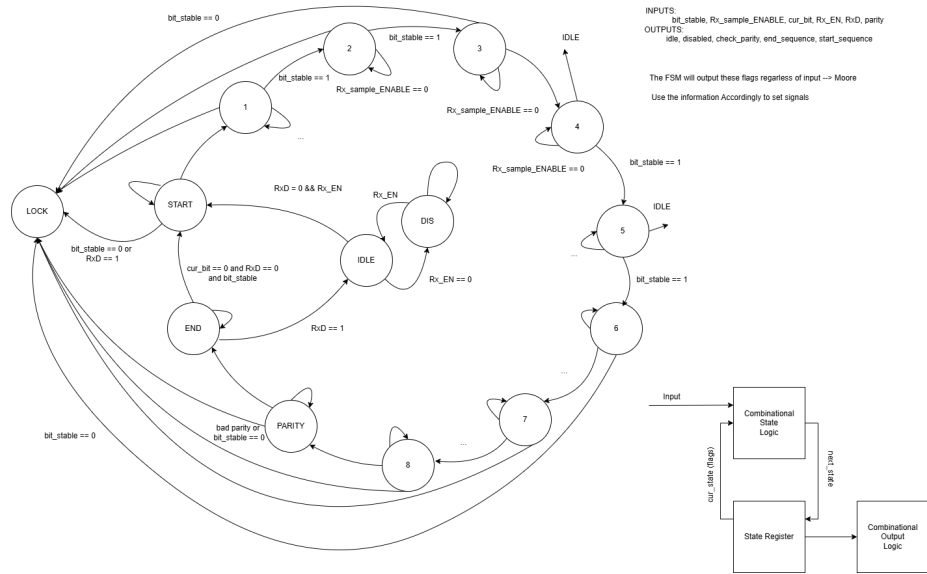 INPUTS:
bit_stable, Rx_sample_ENABLE, cur_bit, Rx_EN, RxD, parity
OUTPUTS:
idle, disabled, check_parity, end_sequence, start_sequence
The FSM will output these flags regarless of input --> Moore
Use the information Accordingly to set signals
bit_stable == 0
2
bit_stable == 1
3
IDLE
bit_stable == 1
Rx_sample_ENABLE == 0
1
Rx_sample_ENABLE == 0
4
...
Rx_sample_ENABLE == 0
bit_stable == 1
RxD = 0 && Rx_EN
Rx_EN
LOCK
START
DIS
IDLE
5
bit_stable == 0 or
RxD == 1
...
IDLE
cur_bit == 0 and RxD == 0
and bit_stable
Rx_EN == 0
bit_stable == 1
END
RxD == 1
6
...
Input
Combinational
State
Logic
7
PARITY
bad parity or
bit_stable == 0
bit_stable == 0
...
8
cur_state (flags)
next_state
State Register
Combinational
Output
Logic